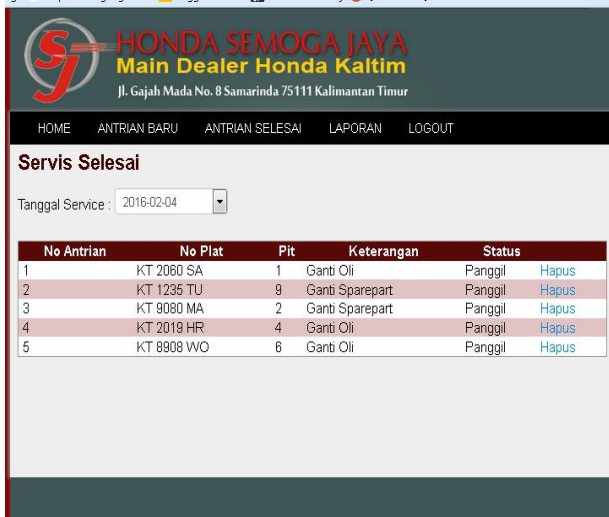 SJ
HONDA SEMOGA JAYA
Main Dealer Honda Kaltim
Jl. Gajah Mada No. 8 Samarinda 75111 Kalimantan Timur
HOME ANTRIAN BARU ANTRIAN SELESAI LAPORAN LOGOUT
Servis Selesai
Tanggal Service : 2016-02-04
No Antrian No Plat Pit Keterangan Status
1 KT 2060 SA 1 Ganti Oli Panggil Hapus
2 KT 1235 TU 9 Ganti Sparepart Panggil Hapus
3 KT 9080 MA 2 Ganti Sparepart Panggil Hapus
4 KT 2019 HR 4 Ganti Oli Panggil Hapus
5 KT 8908 WO 6 Ganti Oli Panggil Hapus